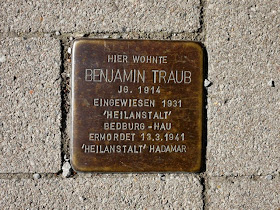 HIER WOHNTE
BENJAMIN TRAUB
JG. 1914
EINGEWIESEN 1931
'HEILANSTALT'
BEDBURG-HAU
ERMORDET 13.3.1941
'HEILANSTALT' HADAMAR